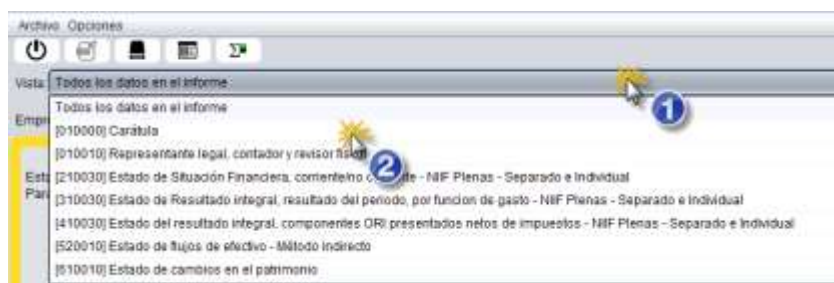 Archivo Opciones
Vista: Todos los datos en el informe
Todos los datos en el informe
[010000] Carátula
[010010] Representante legal, contador y revisor fiscal
[210030] Estado de Situación Financiera, corriente/no - NIIF Plenas - Separado e Individual
[310030] Estado de Resultado integral, resultado del periodo, por funcion de gasto - NIIF Plenas - Separado e Individual
[410030] Estado del resultado integral, componentes ORI presentados netos de impuestos - NIIF Plenas - Separado e Individual
[520010] Estado de flujos de efectivo - Método indirecto
[610010] Estado de cambios en el patrimonio
1
2